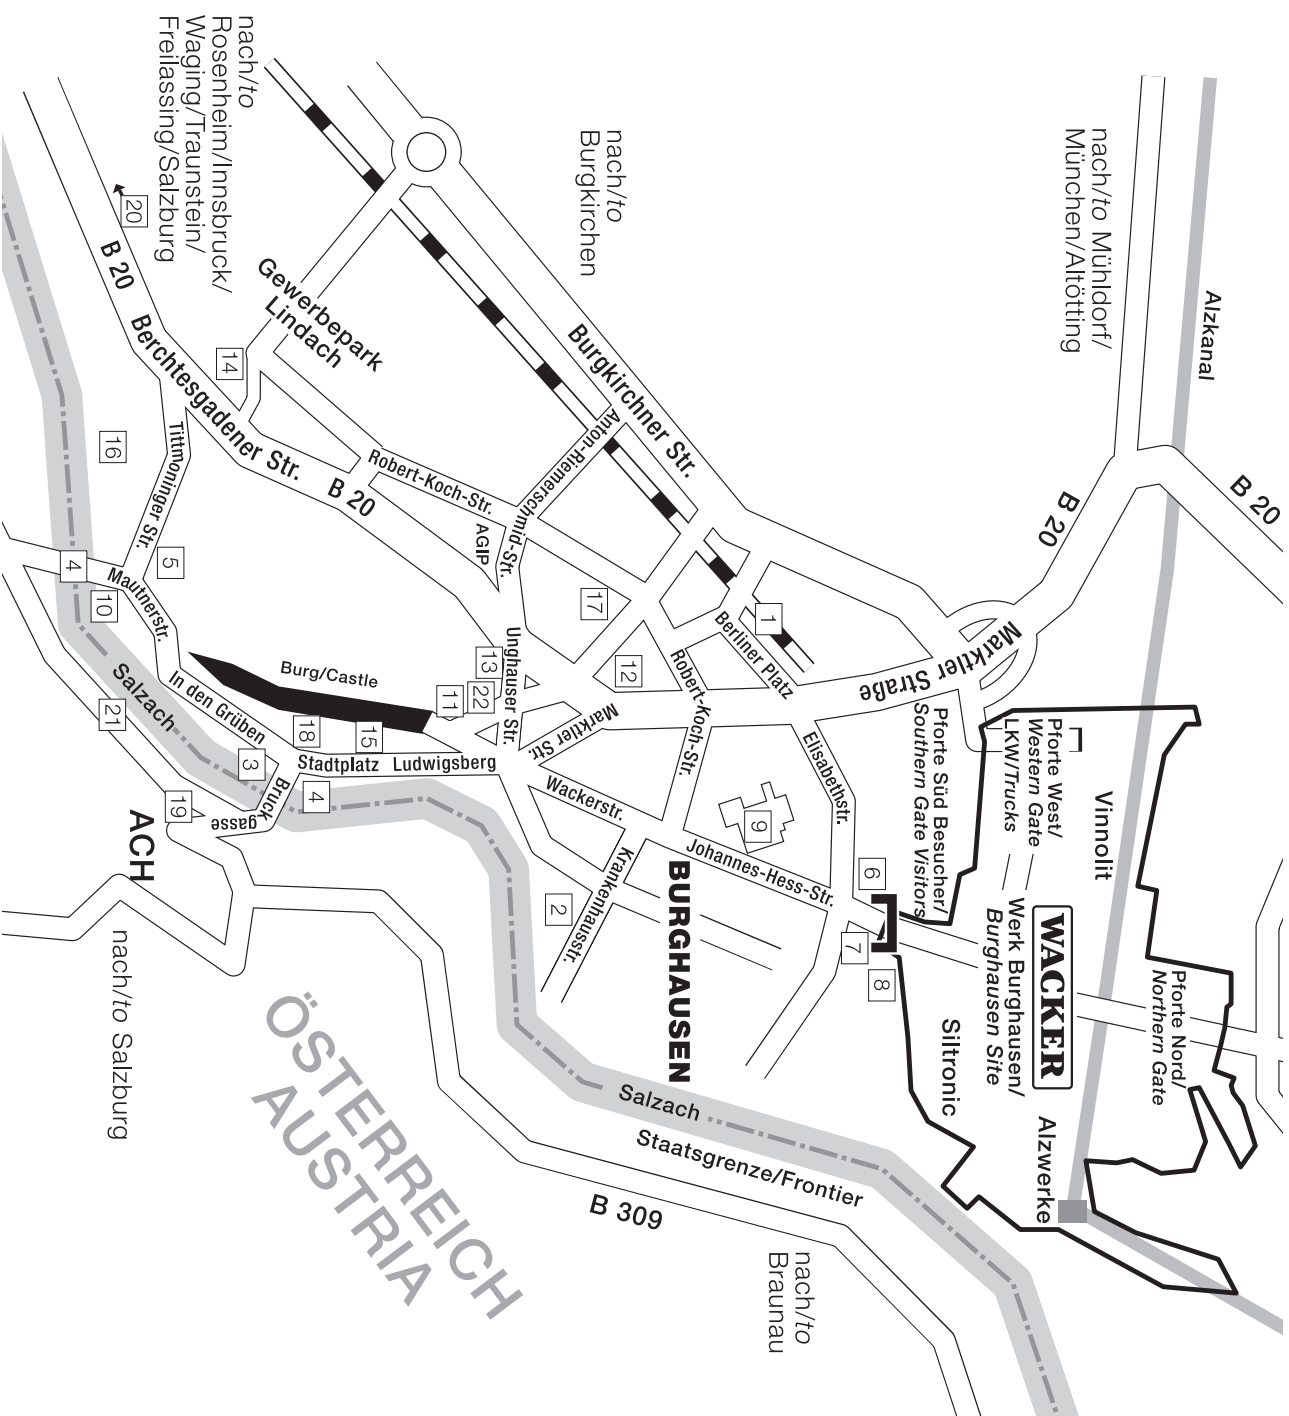 nach/to
Rosenheim/Innsbruck/
Waging/Traunstein/
Freilassing/Salzburg
nach/to
Burgkirchen
nach/to Mühldorf/
München/Altötting
Alzkanal
B 20
B 20
20
B 20
Gewerbepark
Lindach
Burgkirchner Str.
14
Berchtesgadener Str.
B 20
16
Tittmoninger Str.
Robert-Koch-Str.
Anton-Riemerschmid-Str.
AGIP
5
4
10
Mautnerstr.
17
1
Berliner Platz
Marktler Straße
Salzach
In den Grüben
Burg/Castle
Unghauser Str.
13
22
11
12
Robert-Koch-Str.
Marktler Str.
21
18
15
3
Stadtplatz
Ludwigsberg
4
Bruck
gasse
19
ACH
Wackerstr.
Elisabethstr.
9
Johannes-Hess-Str.
Krankenhausstr.
2
BURGHAUSEN
6
7
8
Pforte Süd Besucher/
Southern Gate Visitors
Pforte West/
Western Gate
LKW/Trucks
Vinnolit
WACKER
Werk Burghausen/
Burghausen Site
Pforte Nord/
Northern Gate
Siltronic
Alzwerke
nach/to Salzburg
ÖSTERREICH
AUSTRIA
Salzach
Staatsgrenze/Frontier
B 309
nach/to
Braunau